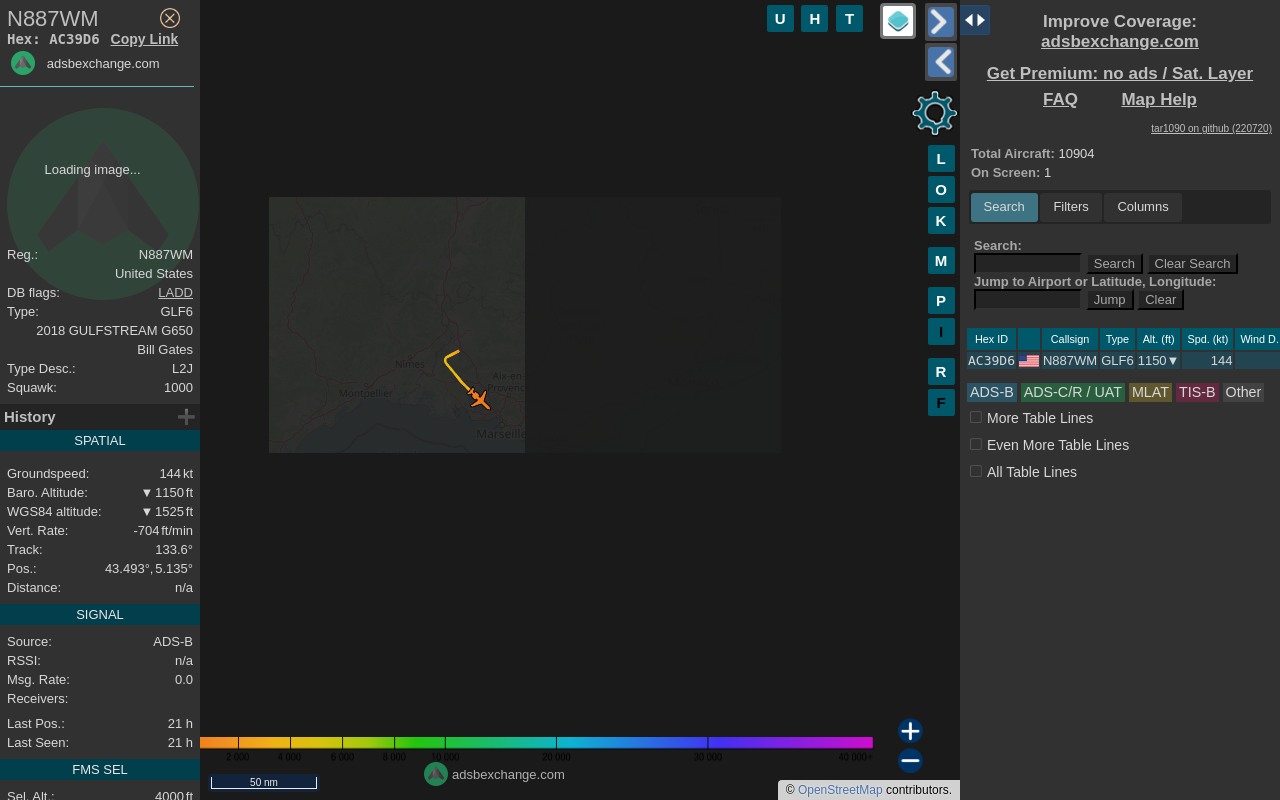 N887WM
Hex: AC39D6 Copy Link
adsbexchange.com
Loading image...
Reg.: N887WM
United States
DB flags: LADD
Type: GLF6
2018 GULFSTREAM G650
Bill Gates
Type Desc.: L2J
Squawk: 1000
History
SPATIAL
Groundspeed: 144 kt
Baro. Altitude: ▼ 1150 ft
WGS84 altitude: ▼ 1525 ft
Vert. Rate: -704 ft/min
Track: 133.6°
Pos.: 43.493°, 5.135°
Distance: n/a
SIGNAL
Source: ADS-B
RSSI: n/a
Msg. Rate: 0.0
Receivers:
Last Pos.: 21 h
Last Seen: 21 h
FMS SEL
Sel. Alt.: 4000 ft
U H T
L
O
K
M
P
I
R
F
Nîmes
Aix-en-
Provence
Montpellier
Marseille
2 000 4 000 6 000 8 000 10 000 20 000 30 000 40 000+
adsbexchange.com
50 nm
© OpenStreetMap contributors.
Improve Coverage:
adsbexchange.com
Get Premium: no ads / Sat. Layer
FAQ Map Help
tar1090 on github (220720)
Total Aircraft: 10904
On Screen: 1
Search Filters Columns
Search:
Search Clear Search
Jump to Airport or Latitude, Longitude:
Jump Clear
Hex ID Callsign Type Alt. (ft) Spd. (kt) Wind D.
AC39D6 N887WM GLF6 1150▼ 144
ADS-B ADS-C/R / UAT MLAT TIS-B Other
More Table Lines
Even More Table Lines
All Table Lines